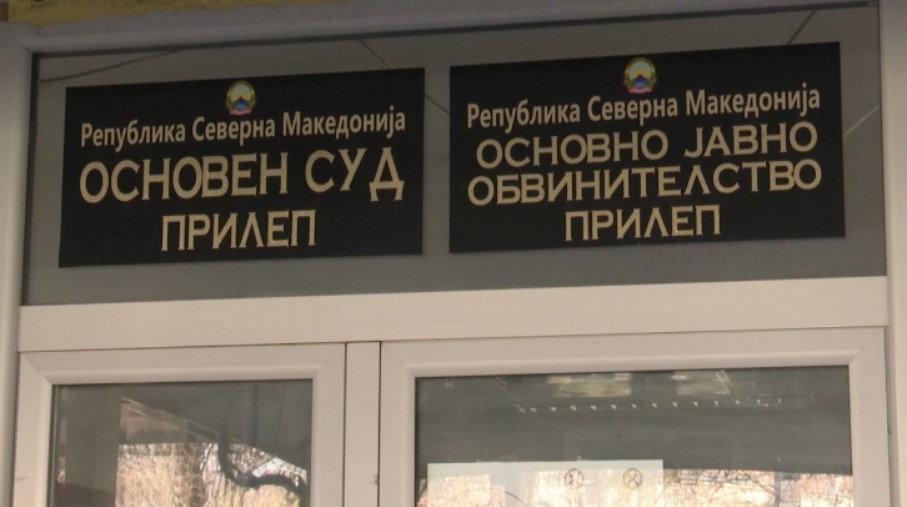 Република Северна Македонија
ОСНОВЕН СУД
ПРИЛЕП
Република Северна Македонија
ОСНОВНО ЈАВНО
ОБВИНИТЕЛСТВО
ПРИЛЕП